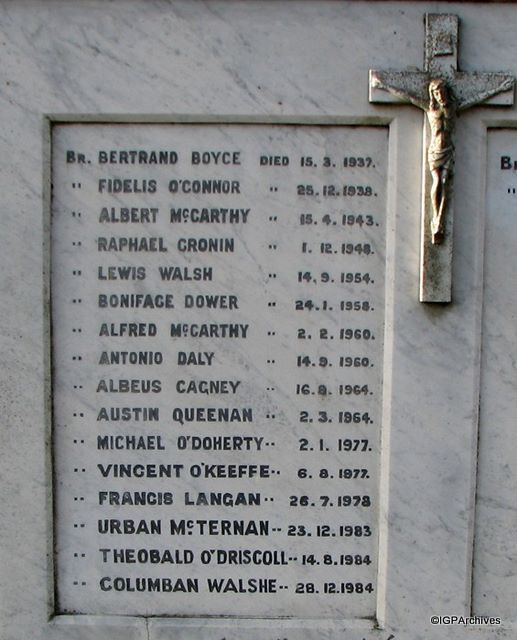 BR. BERTRAND BOYCE DIED 15. 3. 1937.
" FIDELIS O'CONNOR " 25. 12. 1938.
" ALBERT McCARTHY " 15. 4. 1943.
" RAPHAEL CRONIN " 1. 12. 1948.
" LEWIS WALSH " 14. 9. 1954.
" BONIFACE DOWER " 24. 1. 1958.
" ALFRED McCARTHY " 2. 2. 1960.
" ANTONIO DALY " 14. 9. 1960.
" ALBEUS CAGNEY " 16. 8. 1964.
" AUSTIN QUEENAN " 2. 3. 1964.
" MICHAEL O'DOHERTY " 2. 1. 1977.
" VINCENT O'KEEFFE " 6. 8. 1977.
" FRANCIS LANGAN " 26. 7. 1978
" URBAN McTERNAN " 23. 12. 1983
" THEOBALD O'DRISCOLL " 14. 8. 1984
" COLUMBAN WALSHE " 28. 12. 1984
©IGPArchives